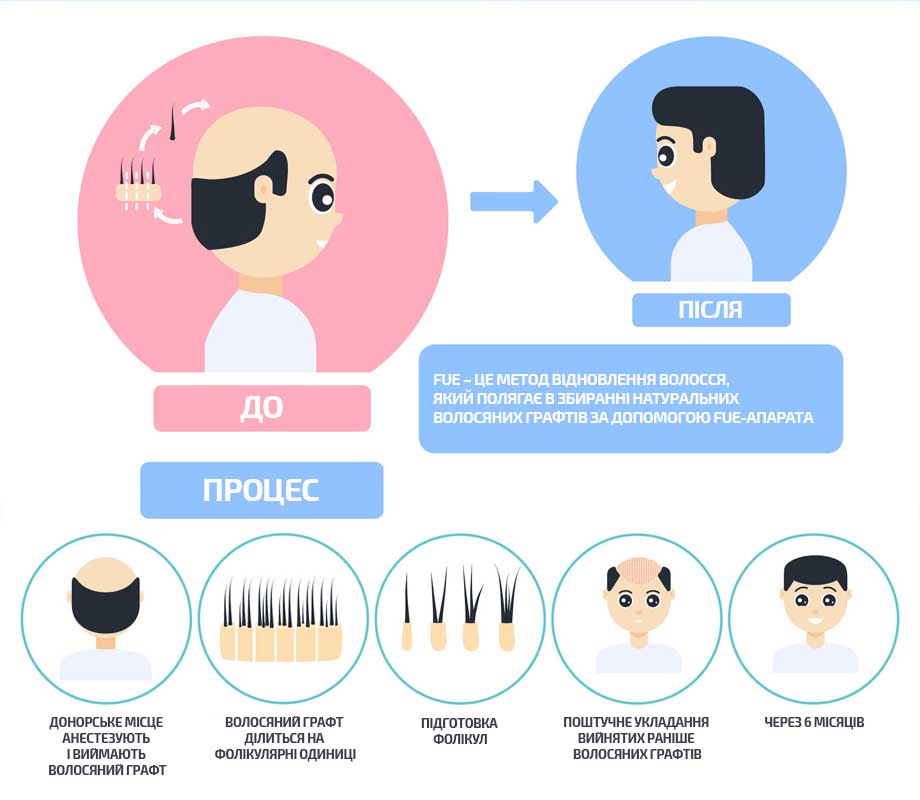 ПІСЛЯ
ДО
FUE – ЦЕ МЕТОД ВІДНОВЛЕННЯ ВОЛОССЯ,
ЯКИЙ ПОЛЯГАЄ В ЗБИРАННІ НАТУРАЛЬНИХ
ВОЛОСЯНИХ ГРАФТІВ ЗА ДОПОМОГОЮ FUE-АПАРАТА
ПРОЦЕС
ДОНОРСЬКЕ МІСЦЕ
АНЕСТЕЗУЮТЬ
І ВИЙМАЮТЬ
ВОЛОСЯНИЙ ГРАФТ
ВОЛОСЯНИЙ ГРАФТ
ДІЛИТЬСЯ НА
ФОЛІКУЛЯРНІ ОДИНИЦІ
ПІДГОТОВКА
ФОЛІКУЛ
ПОШТУЧНЕ УКЛАДАННЯ
ВИЙНЯТИХ РАНІШЕ
ВОЛОСЯНИХ ГРАФТІВ
ЧЕРЕЗ 6 МІСЯЦІВ